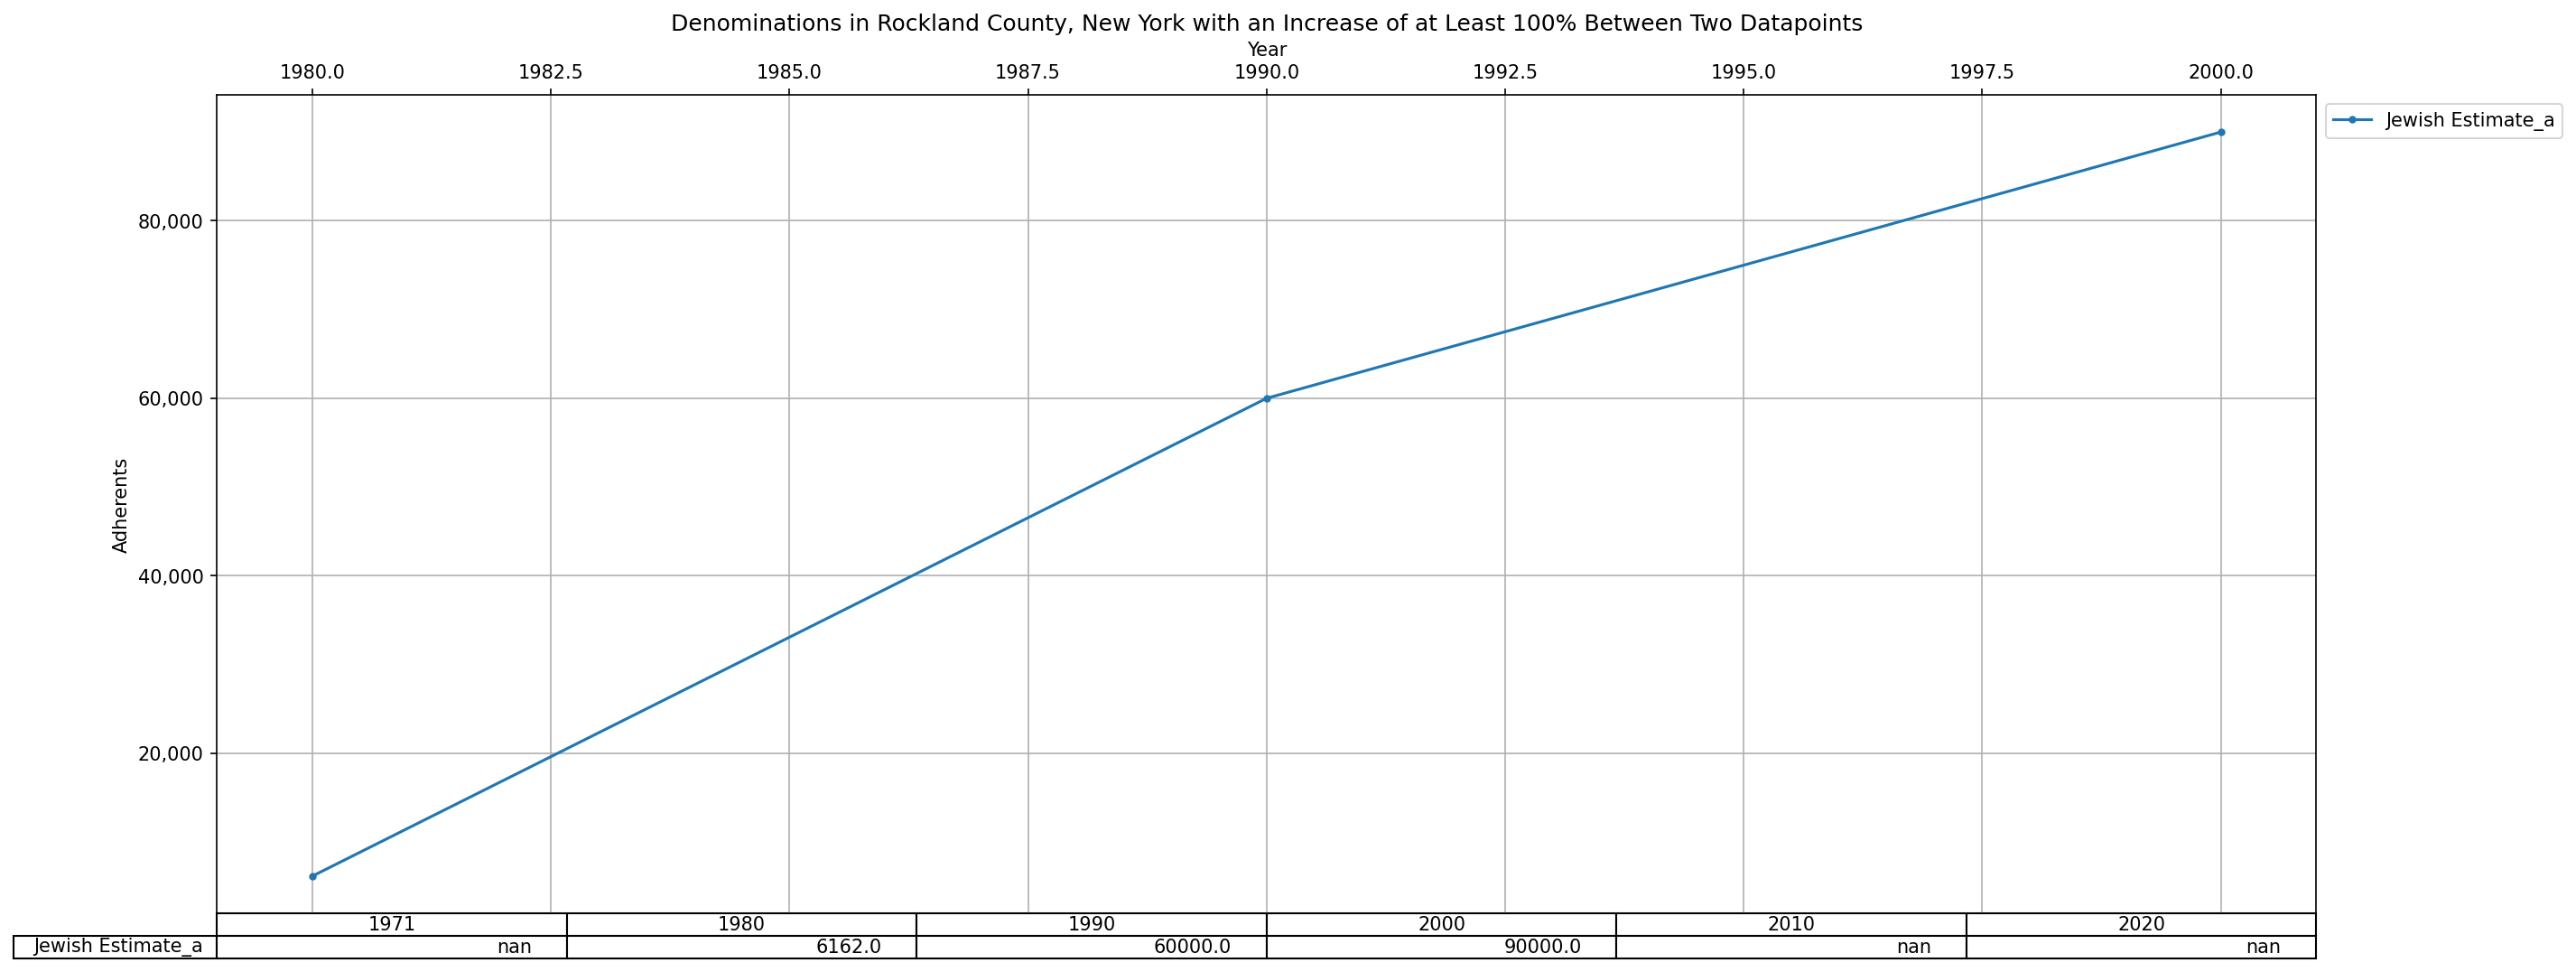 Denominations in Rockland County, New York with an Increase of at Least 100% Between Two Datapoints
Year
1980.0 1982.5 1985.0 1987.5 1990.0 1992.5 1995.0 1997.5 2000.0
Jewish Estimate_a
80,000
60,000
40,000
20,000
Adherents
1971 1980 1990 2000 2010 2020
Jewish Estimate_a nan 6162.0 60000.0 90000.0 nan nan